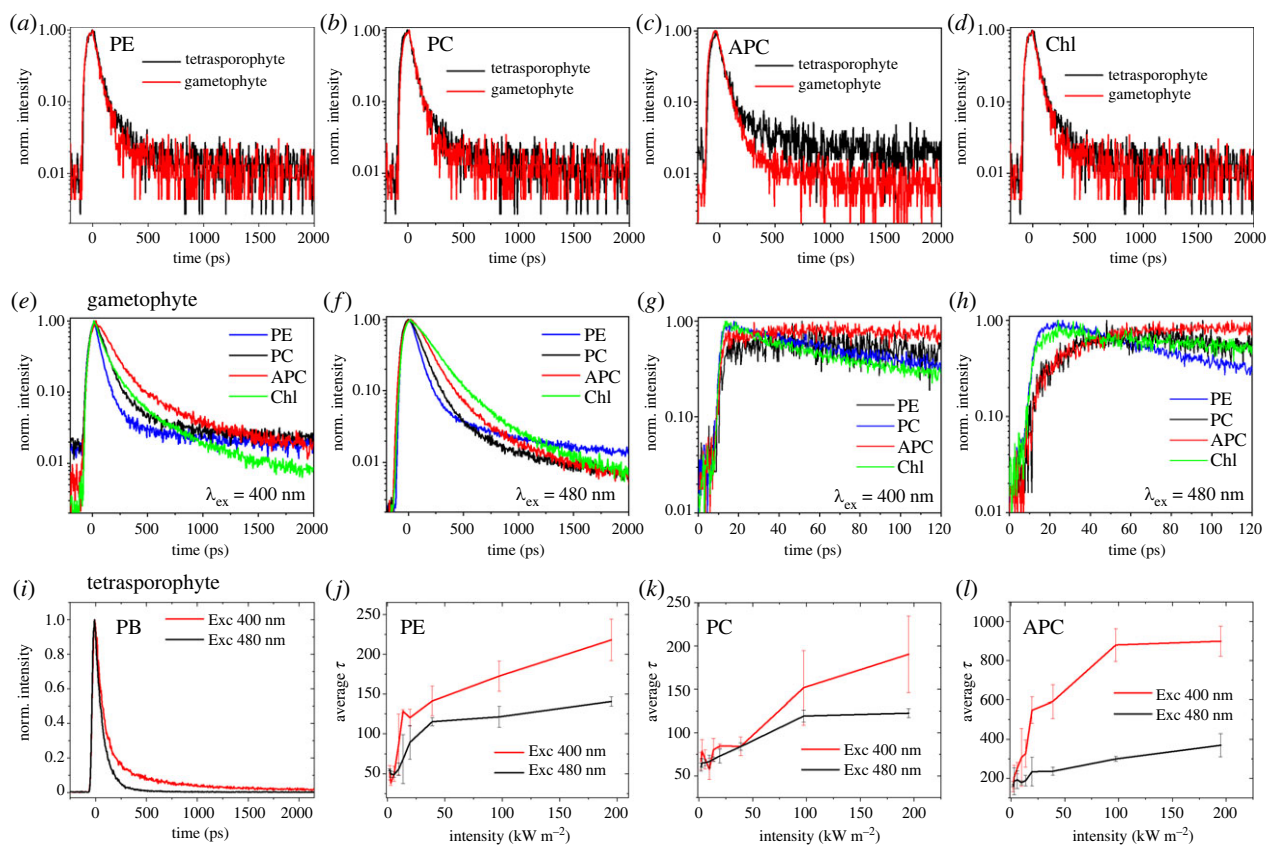 (a)
PE
tetrasporophyte
gametophyte
norm. intensity
1.00
0.10
0.01
0 500 1000 1500 2000
time (ps)
(b)
PC
tetrasporophyte
gametophyte
norm. intensity
1.00
0.10
0.01
0 500 1000 1500 2000
time (ps)
(c)
APC
tetrasporophyte
gametophyte
norm. intensity
1.00
0.10
0.01
0 500 1000 1500 2000
time (ps)
(d)
Chl
tetrasporophyte
gametophyte
norm. intensity
1.00
0.10
0.01
0 500 1000 1500 2000
time (ps)
(e)
gametophyte
PE
PC
APC
Chl
λex = 400 nm
norm. intensity
1.00
0.10
0.01
0 500 1000 1500 2000
time (ps)
(f)
PE
PC
APC
Chl
λex = 480 nm
norm. intensity
1.00
0.10
0.01
0 500 1000 1500 2000
time (ps)
(g)
PE
PC
APC
Chl
λex = 400 nm
norm. intensity
1.00
0.10
0.01
0 20 40 60 80 100 120
time (ps)
(h)
PE
PC
APC
Chl
λex = 480 nm
norm. intensity
1.00
0.10
0.01
0 20 40 60 80 100 120
time (ps)
(i)
tetrasporophyte
PB
Exc 400 nm
Exc 480 nm
norm. intensity
1.0
0.8
0.6
0.4
0.2
0
0 500 1000 1500 2000
time (ps)
(j)
PE
Exc 400 nm
Exc 480 nm
average τ
250
200
150
100
50
0 50 100 150 200
intensity (kW m⁻²)
(k)
PC
Exc 400 nm
Exc 480 nm
average τ
250
200
150
100
50
0 50 100 150 200
intensity (kW m⁻²)
(l)
APC
Exc 400 nm
Exc 480 nm
average τ
1000
800
600
400
200
0 50 100 150 200
intensity (kW m⁻²)